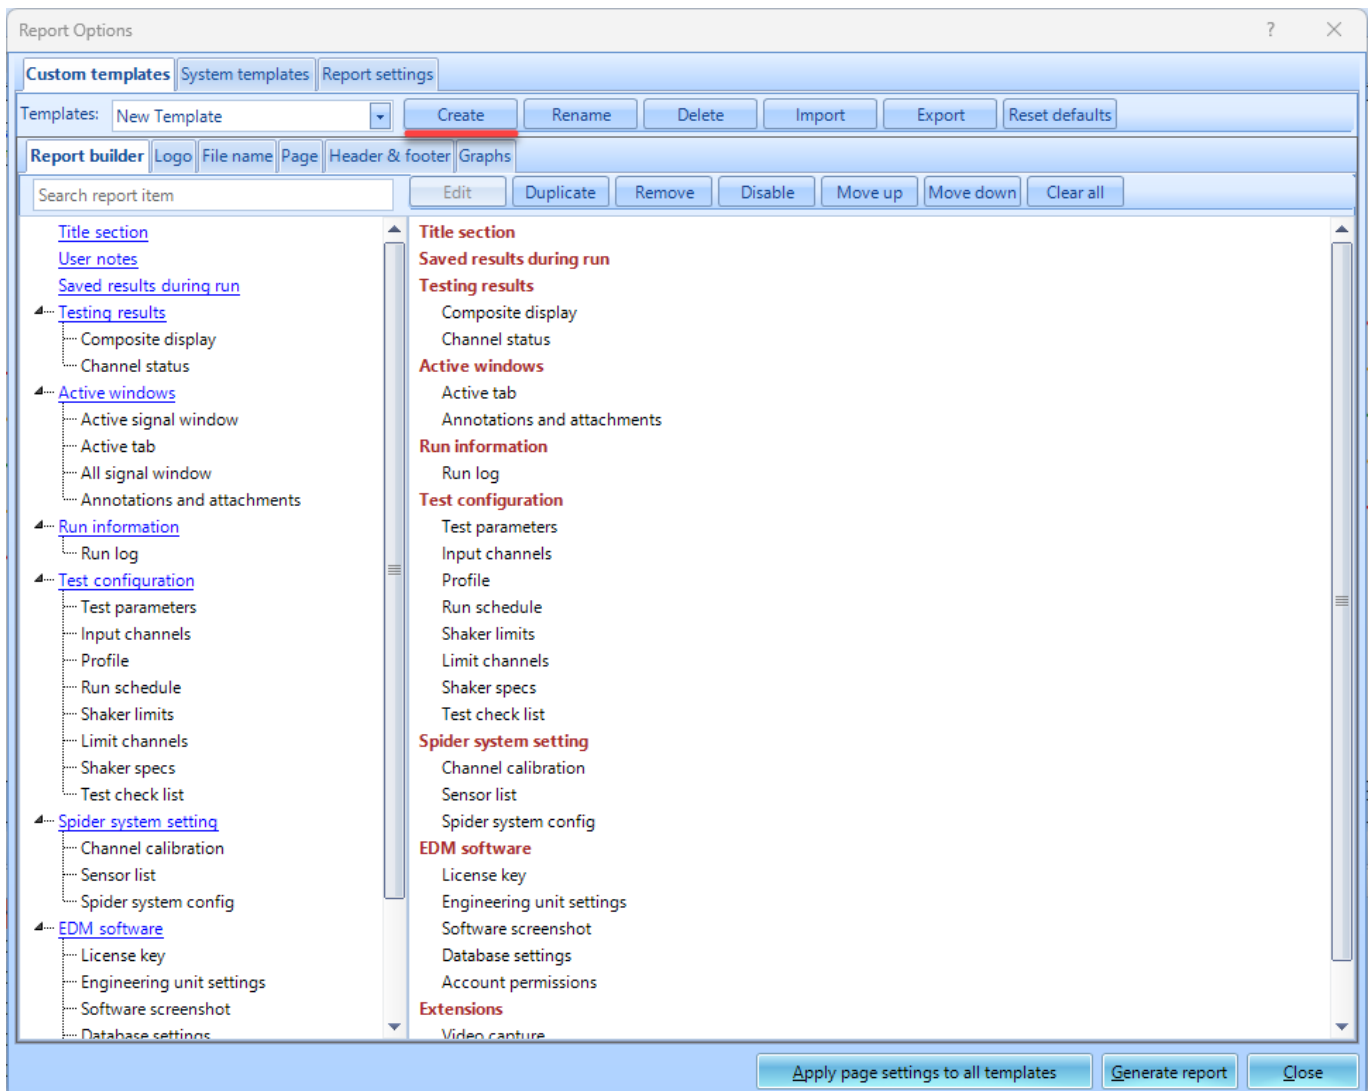 Report Options
?
Custom templates System templates Report settings
Templates: New Template Create Rename Delete Import Export Reset defaults
Report builder Logo File name Page Header & footer Graphs
Search report item Edit Duplicate Remove Disable Move up Move down Clear all
Title section
User notes
Saved results during run
Testing results
Composite display
Channel status
Active windows
Active signal window
Active tab
All signal window
Annotations and attachments
Run information
Run log
Test configuration
Test parameters
Input channels
Profile
Run schedule
Shaker limits
Limit channels
Shaker specs
Test check list
Spider system setting
Channel calibration
Sensor list
Spider system config
EDM software
License key
Engineering unit settings
Software screenshot
Database settings
Title section
Saved results during run
Testing results
Composite display
Channel status
Active windows
Active tab
Annotations and attachments
Run information
Run log
Test configuration
Test parameters
Input channels
Profile
Run schedule
Shaker limits
Limit channels
Shaker specs
Test check list
Spider system setting
Channel calibration
Sensor list
Spider system config
EDM software
License key
Engineering unit settings
Software screenshot
Database settings
Account permissions
Extensions
Video capture
Apply page settings to all templates Generate report Close